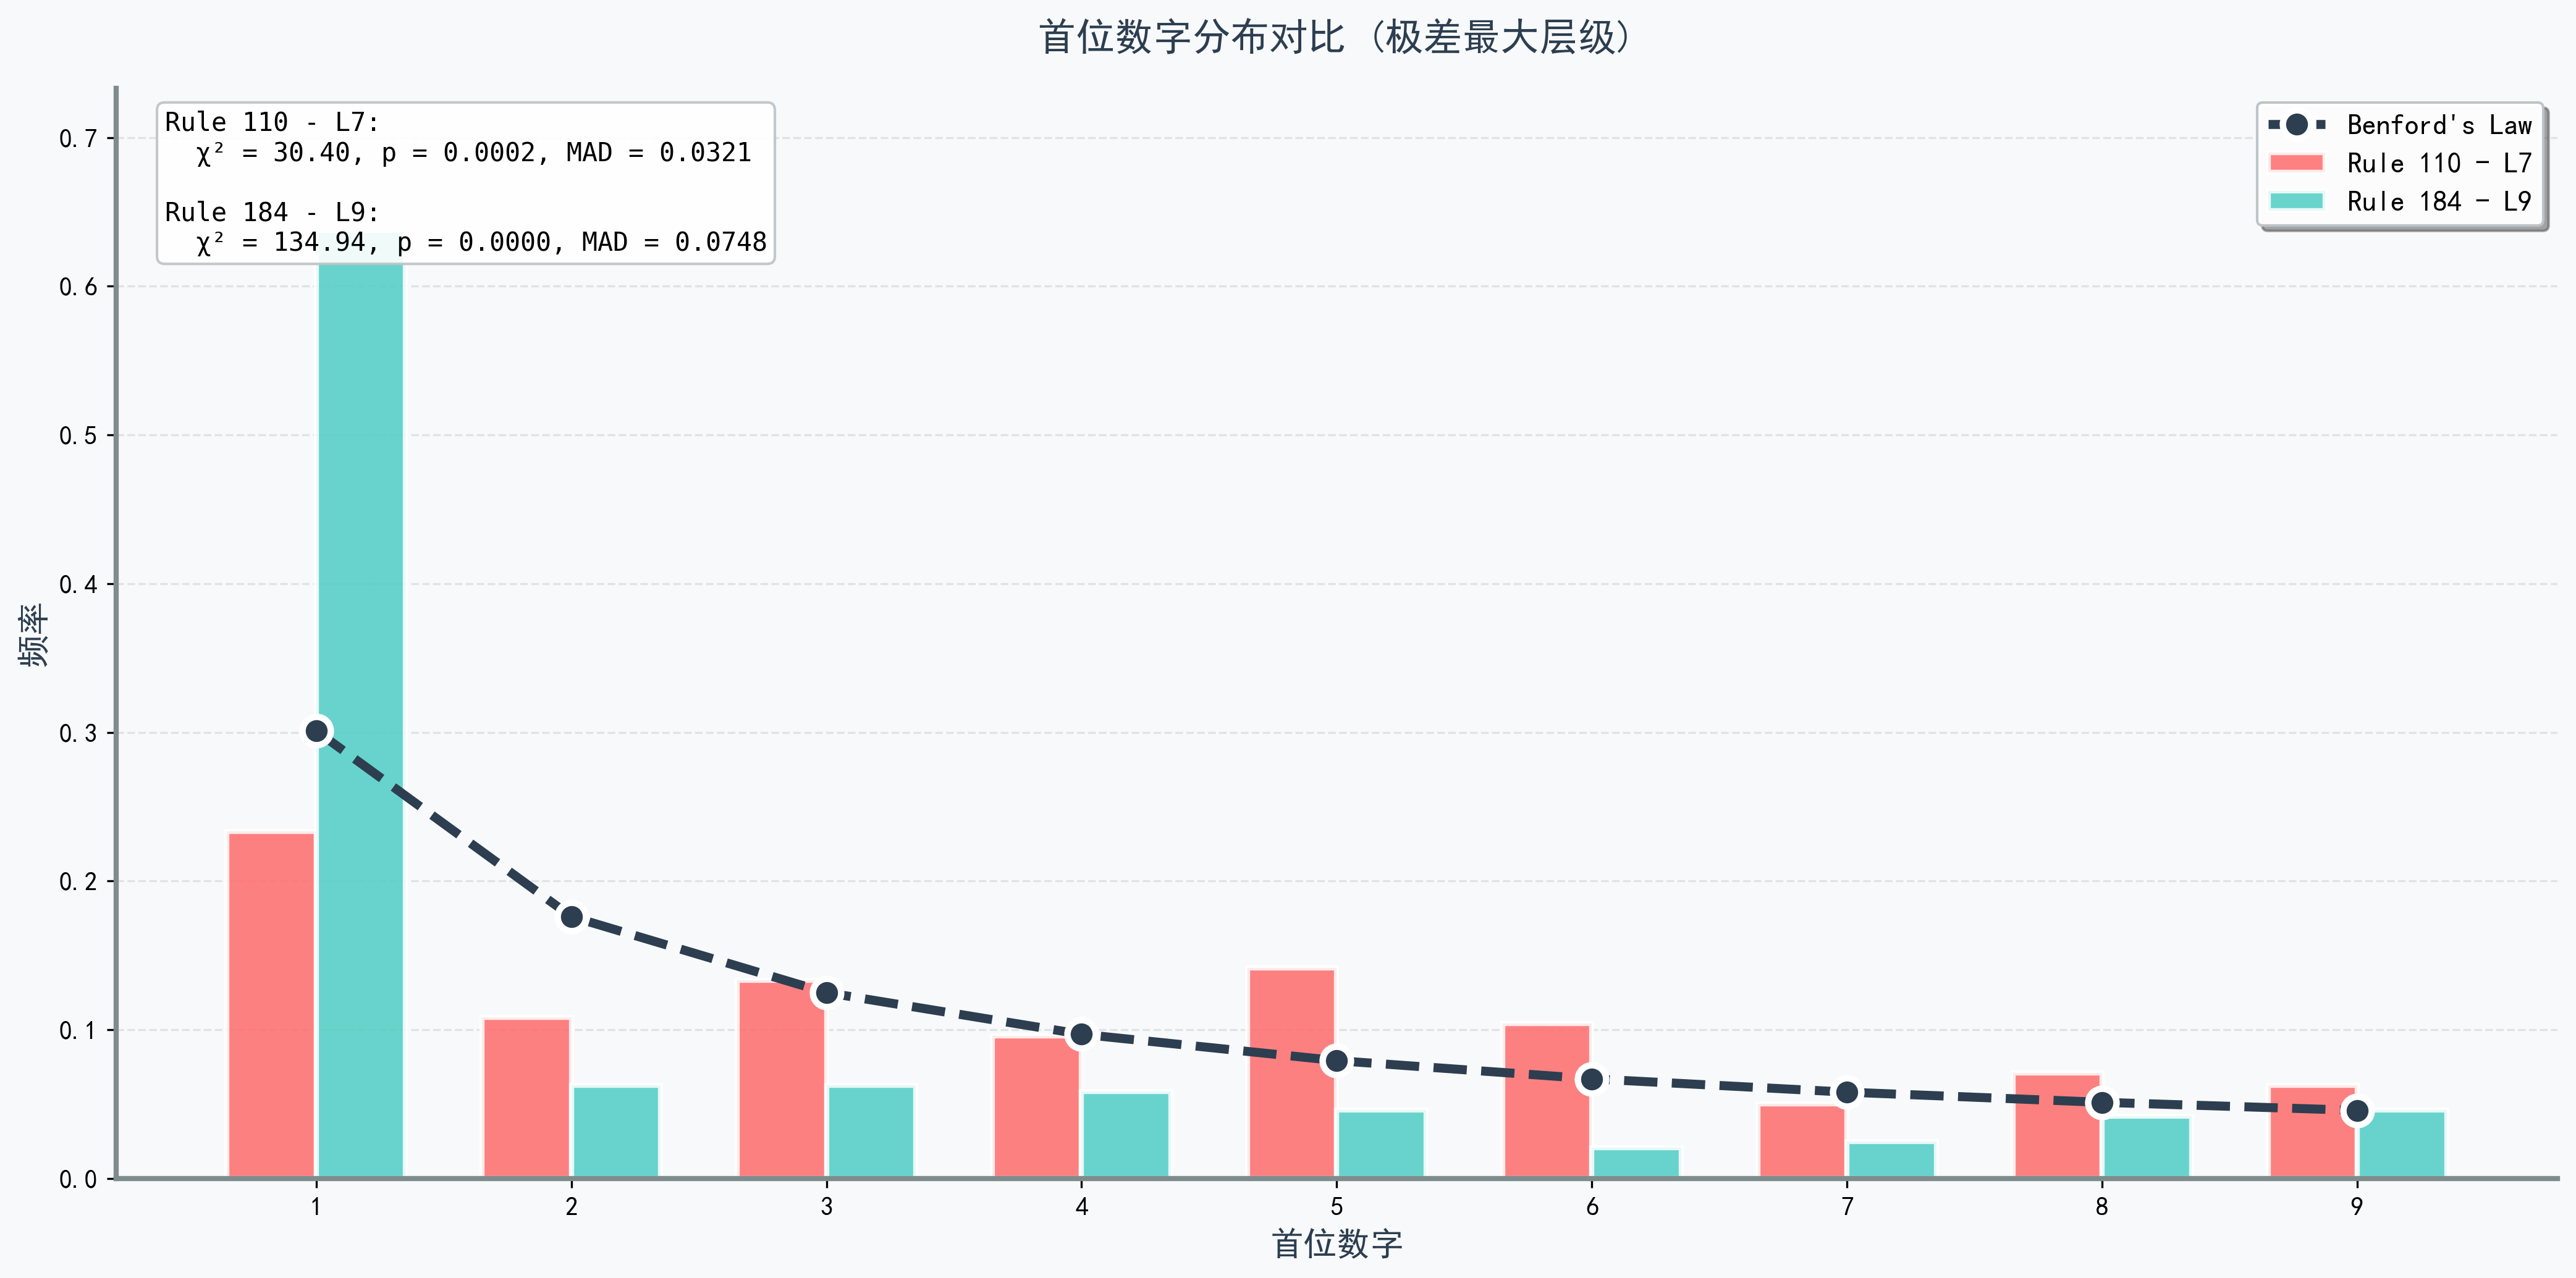 首位数字分布对比 (极差最大层级)
Rule 110 - L7:
χ² = 30.40, p = 0.0002, MAD = 0.0321
Rule 184 - L9:
χ² = 134.94, p = 0.0000, MAD = 0.0748
Benford's Law
Rule 110 - L7
Rule 184 - L9
频率
0.7
0.6
0.5
0.4
0.3
0.2
0.1
0.0
1 2 3 4 5 6 7 8 9
首位数字